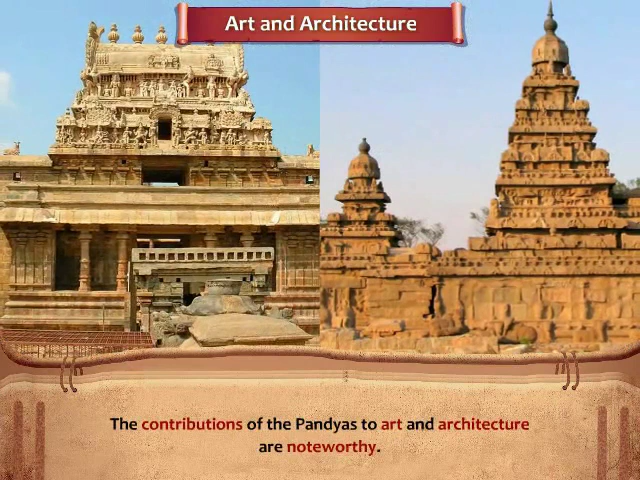 Art and Architecture
The contributions of the Pandyas to art and architecture
are noteworthy.